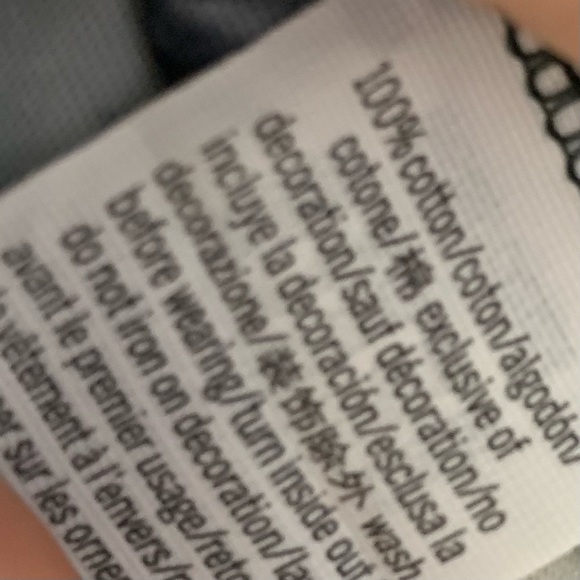 100% cotton/coton/algodón/
cotone/棉 exclusive of
decoration/sauf décoration/no
incluye la decoración/esclusa la
decorazione/装饰除外 wash
before wearing/turn inside out
do not iron on decoration/la
avant le premier usage/reto
vêtement à l'envers/
sur les orne